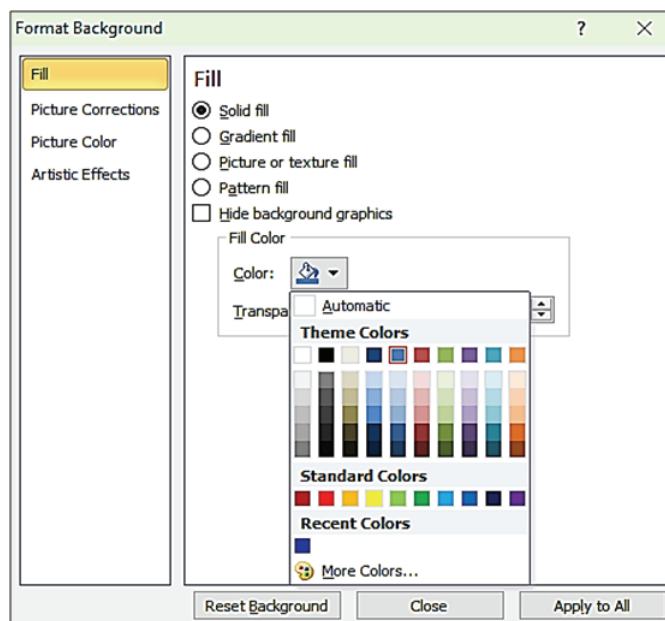 Format Background ?
Fill
Picture Corrections
Picture Color
Artistic Effects
Fill
Solid fill
Gradient fill
Picture or texture fill
Pattern fill
Hide background graphics
Fill Color
Color:
Transpa
Automatic
Theme Colors
Standard Colors
Recent Colors
More Colors...
Reset Background Close Apply to All